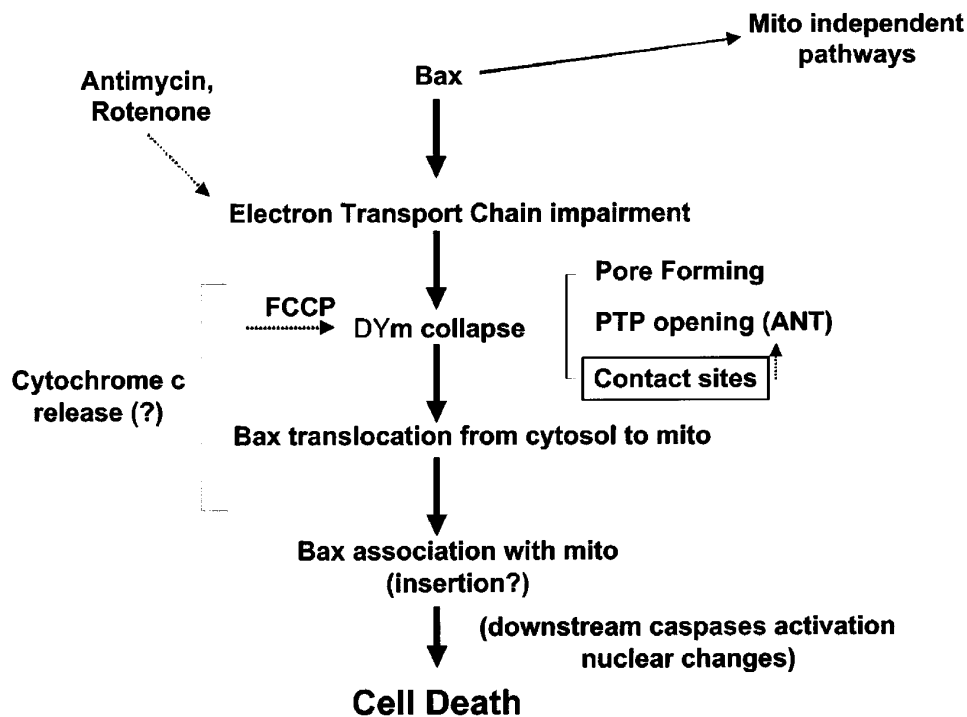 Mito independent
pathways
Bax
Antimycin,
Rotenone
Electron Transport Chain impairment
Pore Forming
FCCP
DYm collapse
PTP opening (ANT)
Contact sites
Cytochrome c
release (?)
Bax translocation from cytosol to mito
Bax association with mito
(insertion?)
(downstream caspases activation
nuclear changes)
Cell Death